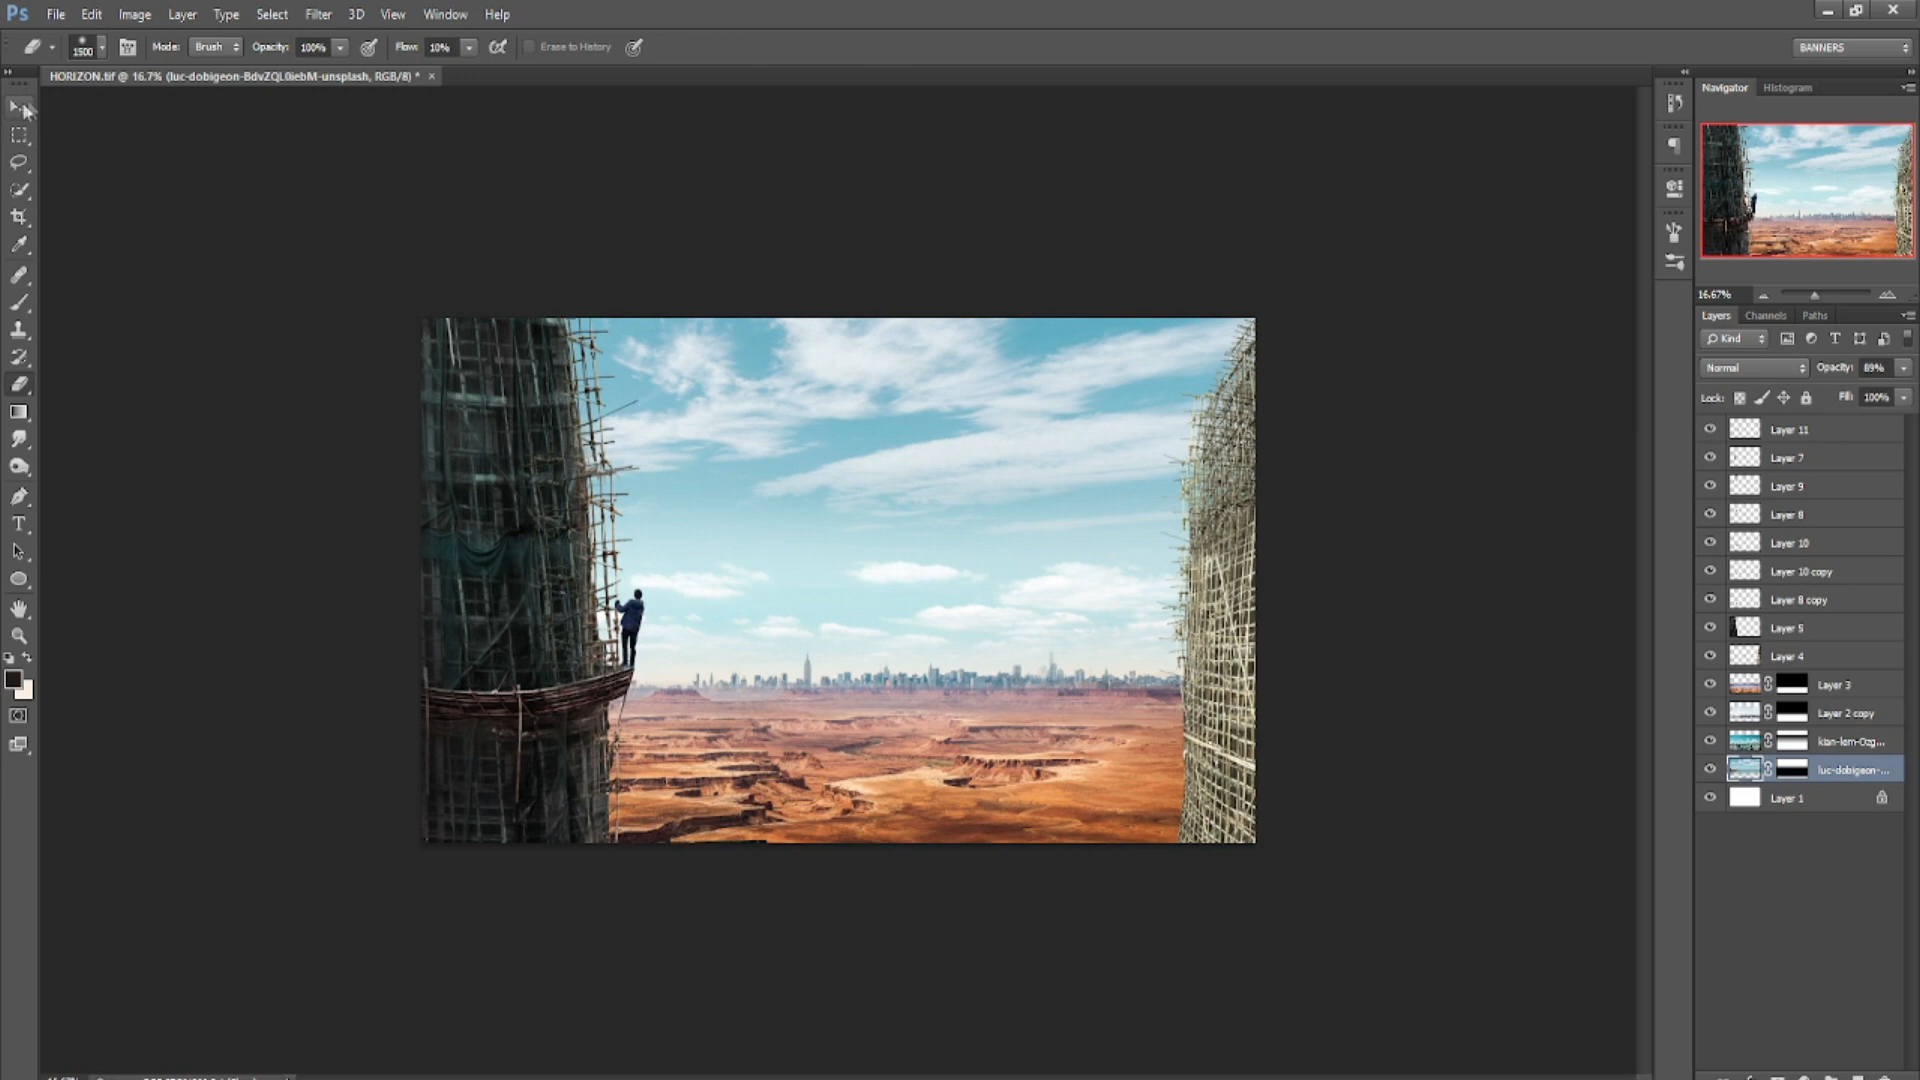 Ps File Edit Image Layer Type Select Filter 3D View Window Help
1500 Mode: Brush Opacity: 100% Flow: 10% Erase to History BANNERS
HORIZON.tif @ 16.7% (luc-dobigeon-BdvZQL0iebM-unsplash, RGB/8) * ×
Navigator Histogram
16.67%
Layers Channels Paths
Kind
Normal Opacity: 89%
Lock: Fill: 100%
Layer 11
Layer 7
Layer 9
Layer 8
Layer 10
Layer 10 copy
Layer 8 copy
Layer 5
Layer 4
Layer 3
Layer 2 copy
kian-lem-Ozg...
luc-dobigeon-...
Layer 1